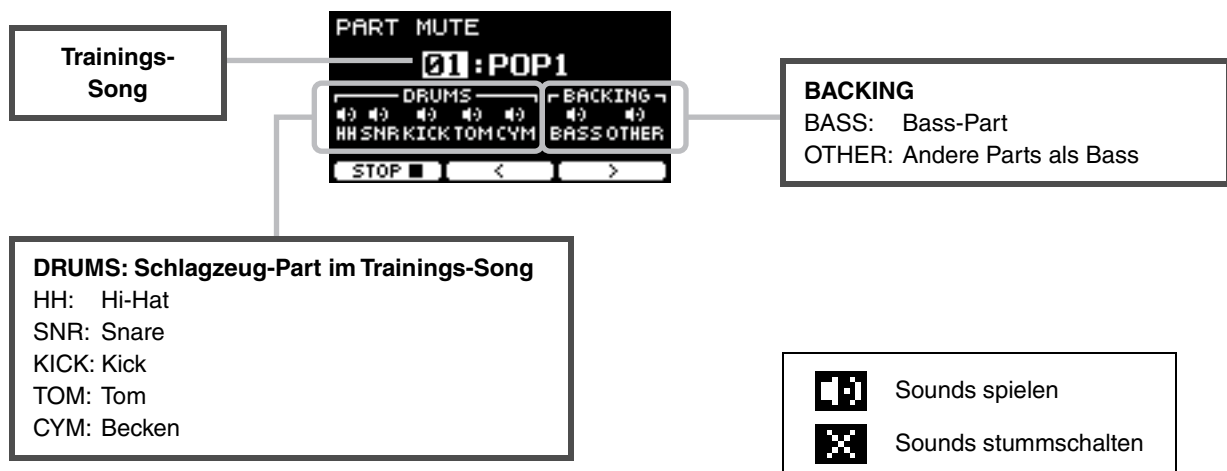 PART MUTE
Trainings-
Song
01:POP1
DRUMS
BACKING
HH SNR KICK TOM CYM BASS OTHER
STOP ■ < >
BACKING
BASS: Bass-Part
OTHER: Andere Parts als Bass
DRUMS: Schlagzeug-Part im Trainings-Song
HH: Hi-Hat
SNR: Snare
KICK: Kick
TOM: Tom
CYM: Becken
Sounds spielen
Sounds stummschalten